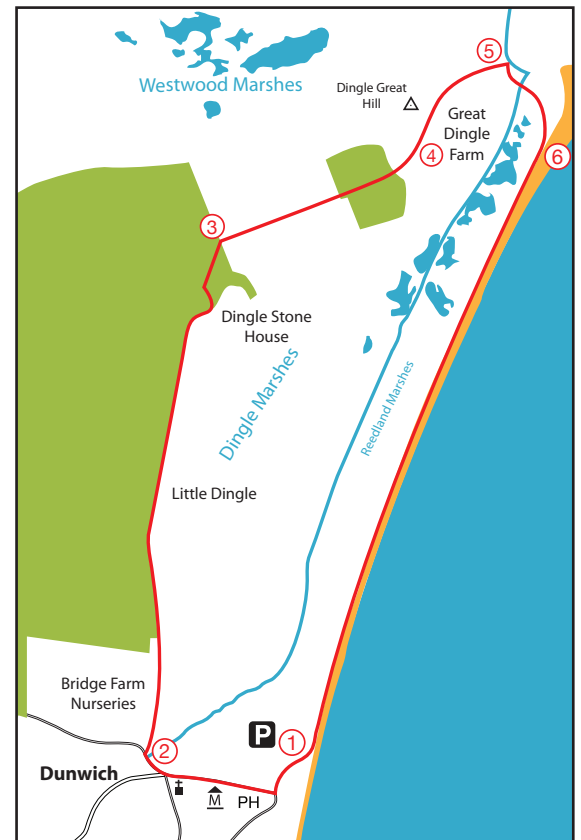 Westwood Marshes
5
Dingle Great
Hill
Great
Dingle
Farm
4
6
3
Dingle Stone
House
Dingle Marshes
Reedland Marshes
Little Dingle
Bridge Farm
Nurseries
P
1
2
Dunwich
M
PH